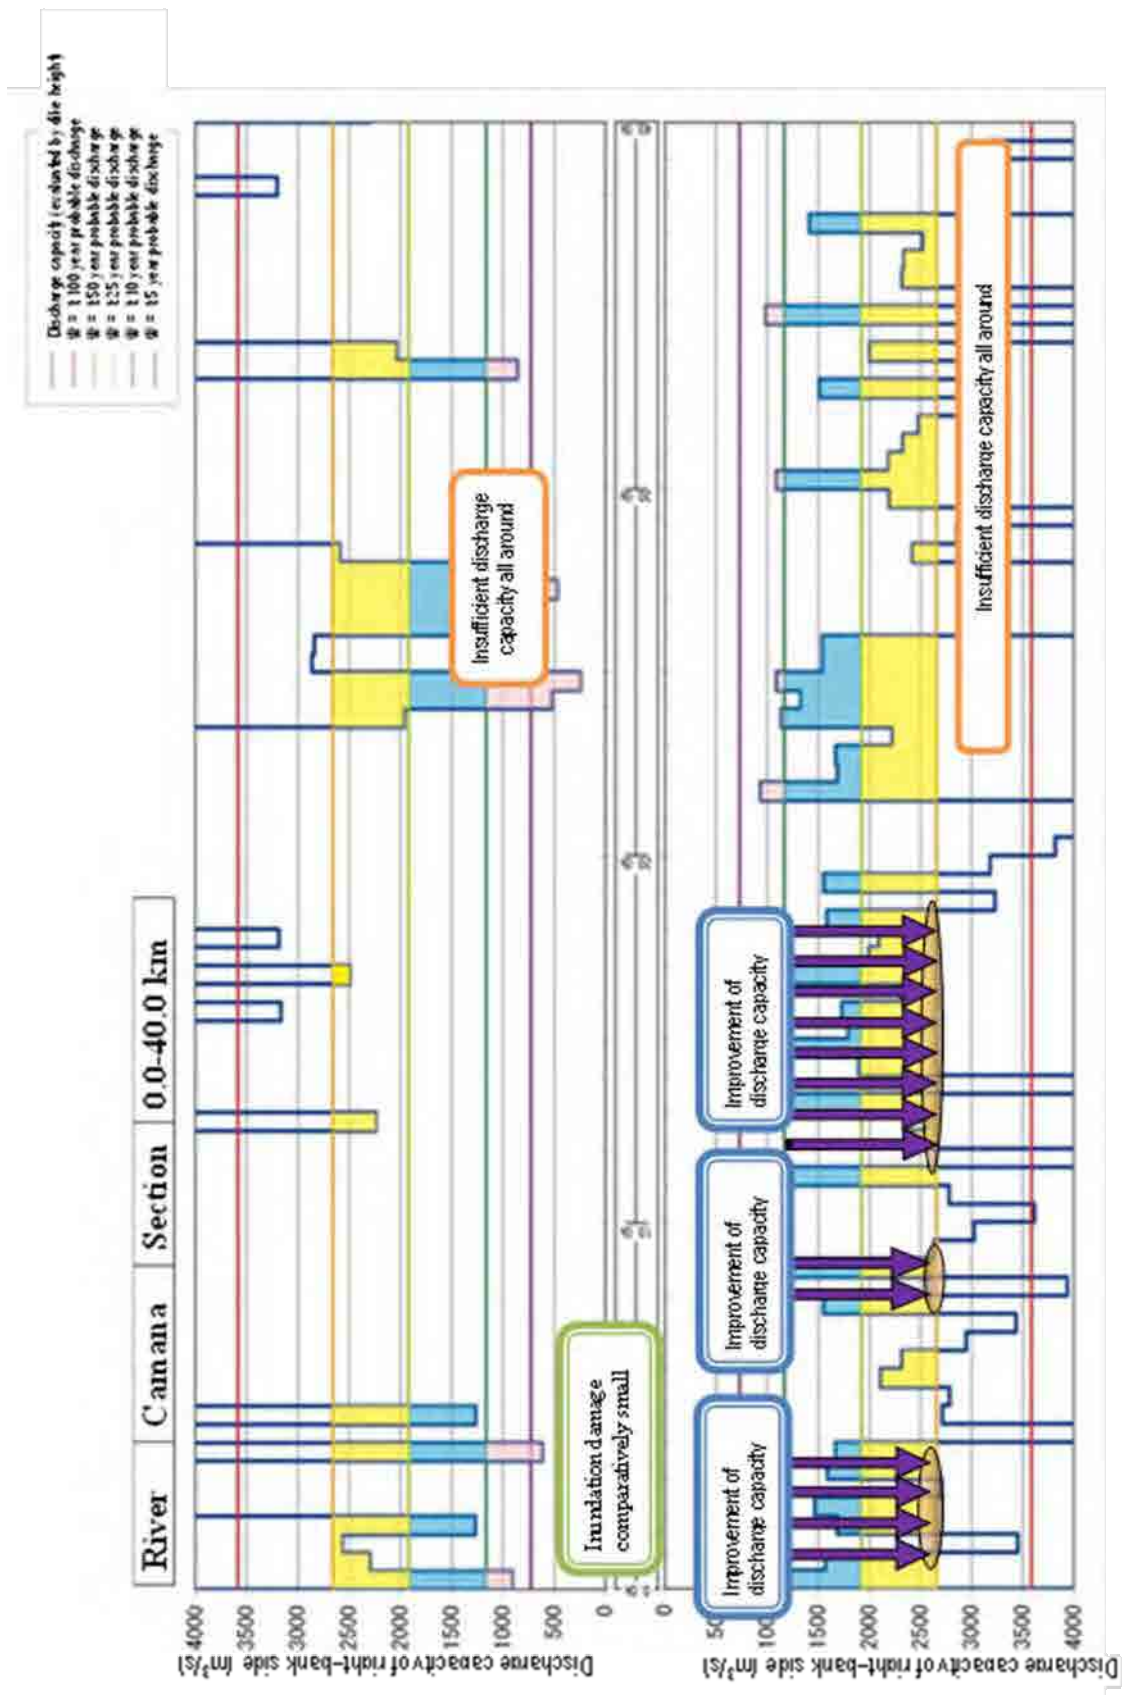 River
Camana
Section
0.0-40.0 km
Discharge capacity (evaluated by dike height)
Q = 1:100 year probable discharge
Q = 1:50 year probable discharge
Q = 1:25 year probable discharge
Q = 1:10 year probable discharge
Q = 1:5 year probable discharge
Discharge capacity of right-bank side (m³/s)
4000
3500
3000
2500
2000
1500
1000
500
0
Inundation damage
comparatively small
Insufficient discharge
capacity all around
Discharge capacity of right-bank side (m³/s)
0
1500
2000
2500
3000
3500
4000
Improvement of
discharge capacity
Improvement of
discharge capacity
Improvement of
discharge capacity
Insufficient discharge capacity all around